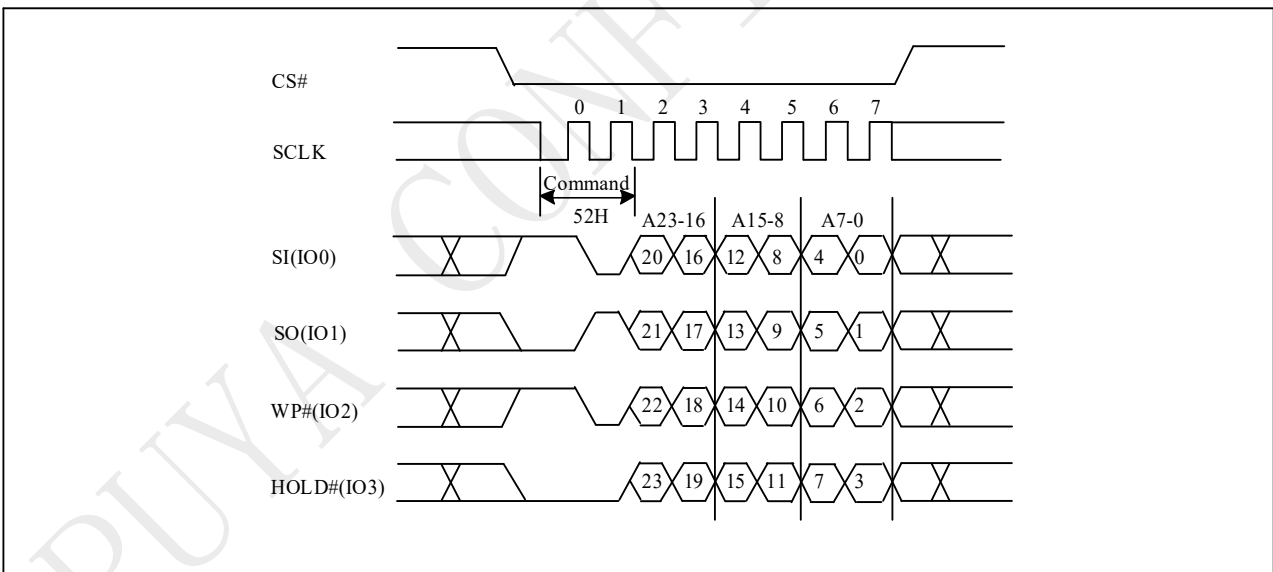 PUYA CONF
CS#
0 1 2 3 4 5 6 7
SCLK
Command
52H
A23-16 A15-8 A7-0
SI(IO0) 20 16 12 8 4 0
SO(IO1) 21 17 13 9 5 1
WP#(IO2) 22 18 14 10 6 2
HOLD#(IO3) 23 19 15 11 7 3